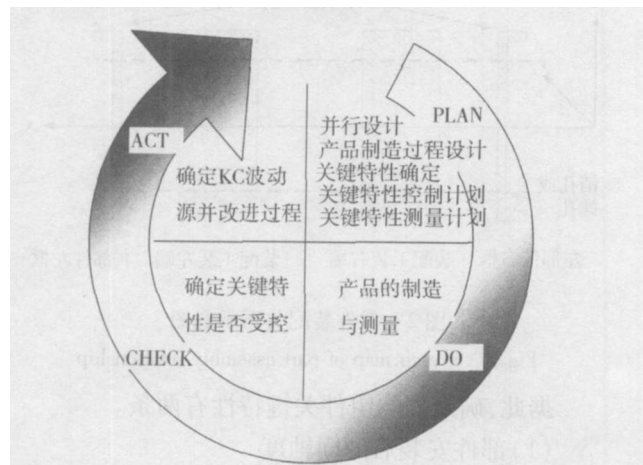 PLAN
并行设计
产品制造过程设计
关键特性确定
关键特性控制计划
关键特性测量计划
ACT
确定KC波动
源并改进过程
确定关键特
性是否受控
产品的制造
与测量
CHECK
DO